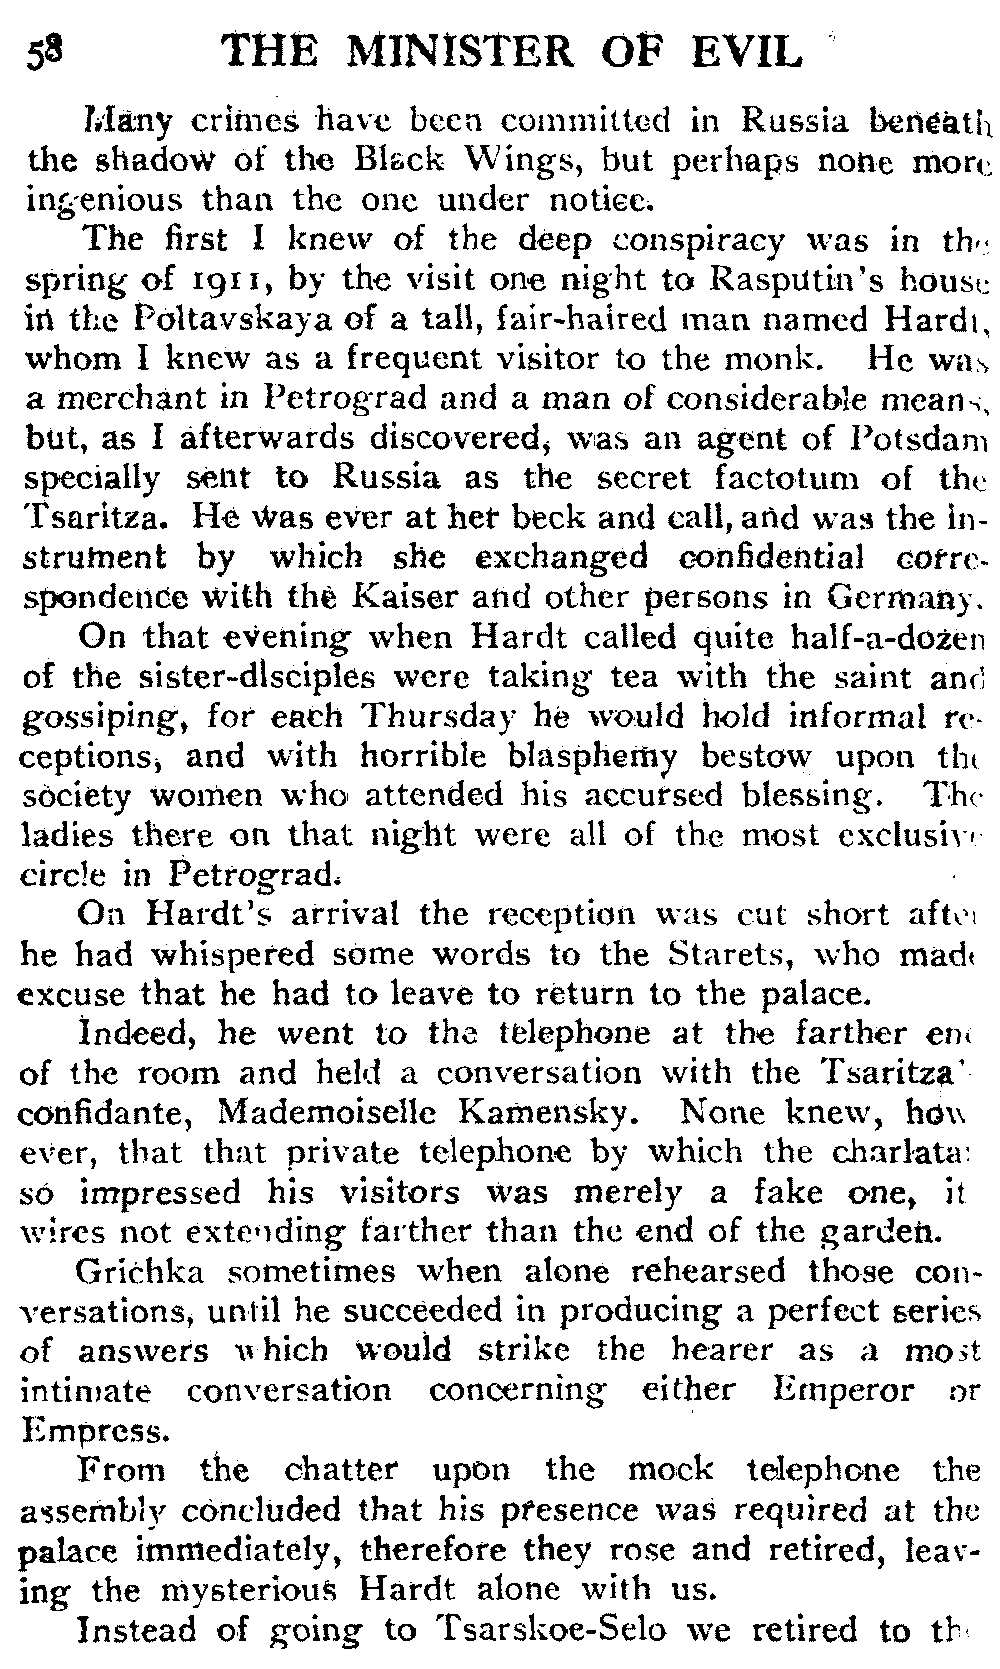 58 THE MINISTER OF EVIL
Many crimes have been committed in Russia beneath
the shadow of the Black Wings, but perhaps none more
ingenious than the one under notice.
The first I knew of the deep conspiracy was in the
spring of 1911, by the visit one night to Rasputin's house
in the Poltavskaya of a tall, fair-haired man named Hardt,
whom I knew as a frequent visitor to the monk. He was
a merchant in Petrograd and a man of considerable means,
but, as I afterwards discovered, was an agent of Potsdam
specially sent to Russia as the secret factotum of the
Tsaritza. He was ever at her beck and call, and was the in-
strument by which she exchanged confidential corre-
spondence with the Kaiser and other persons in Germany.
On that evening when Hardt called quite half-a-dozen
of the sister-disciples were taking tea with the saint and
gossiping, for each Thursday he would hold informal re-
ceptions, and with horrible blasphemy bestow upon the
society women who attended his accursed blessing. The
ladies there on that night were all of the most exclusive
circle in Petrograd.
On Hardt's arrival the reception was cut short after
he had whispered some words to the Starets, who made
excuse that he had to leave to return to the palace.
Indeed, he went to the telephone at the farther end
of the room and held a conversation with the Tsaritza'
confidante, Mademoiselle Kamensky. None knew, how
ever, that that private telephone by which the charlatan
so impressed his visitors was merely a fake one, it
wires not extending farther than the end of the garden.
Grichka sometimes when alone rehearsed those con-
versations, until he succeeded in producing a perfect series
of answers which would strike the hearer as a most
intimate conversation concerning either Emperor or
Empress.
From the chatter upon the mock telephone the
assembly concluded that his presence was required at the
palace immediately, therefore they rose and retired, leav-
ing the mysterious Hardt alone with us.
Instead of going to Tsarskoe-Selo we retired to the